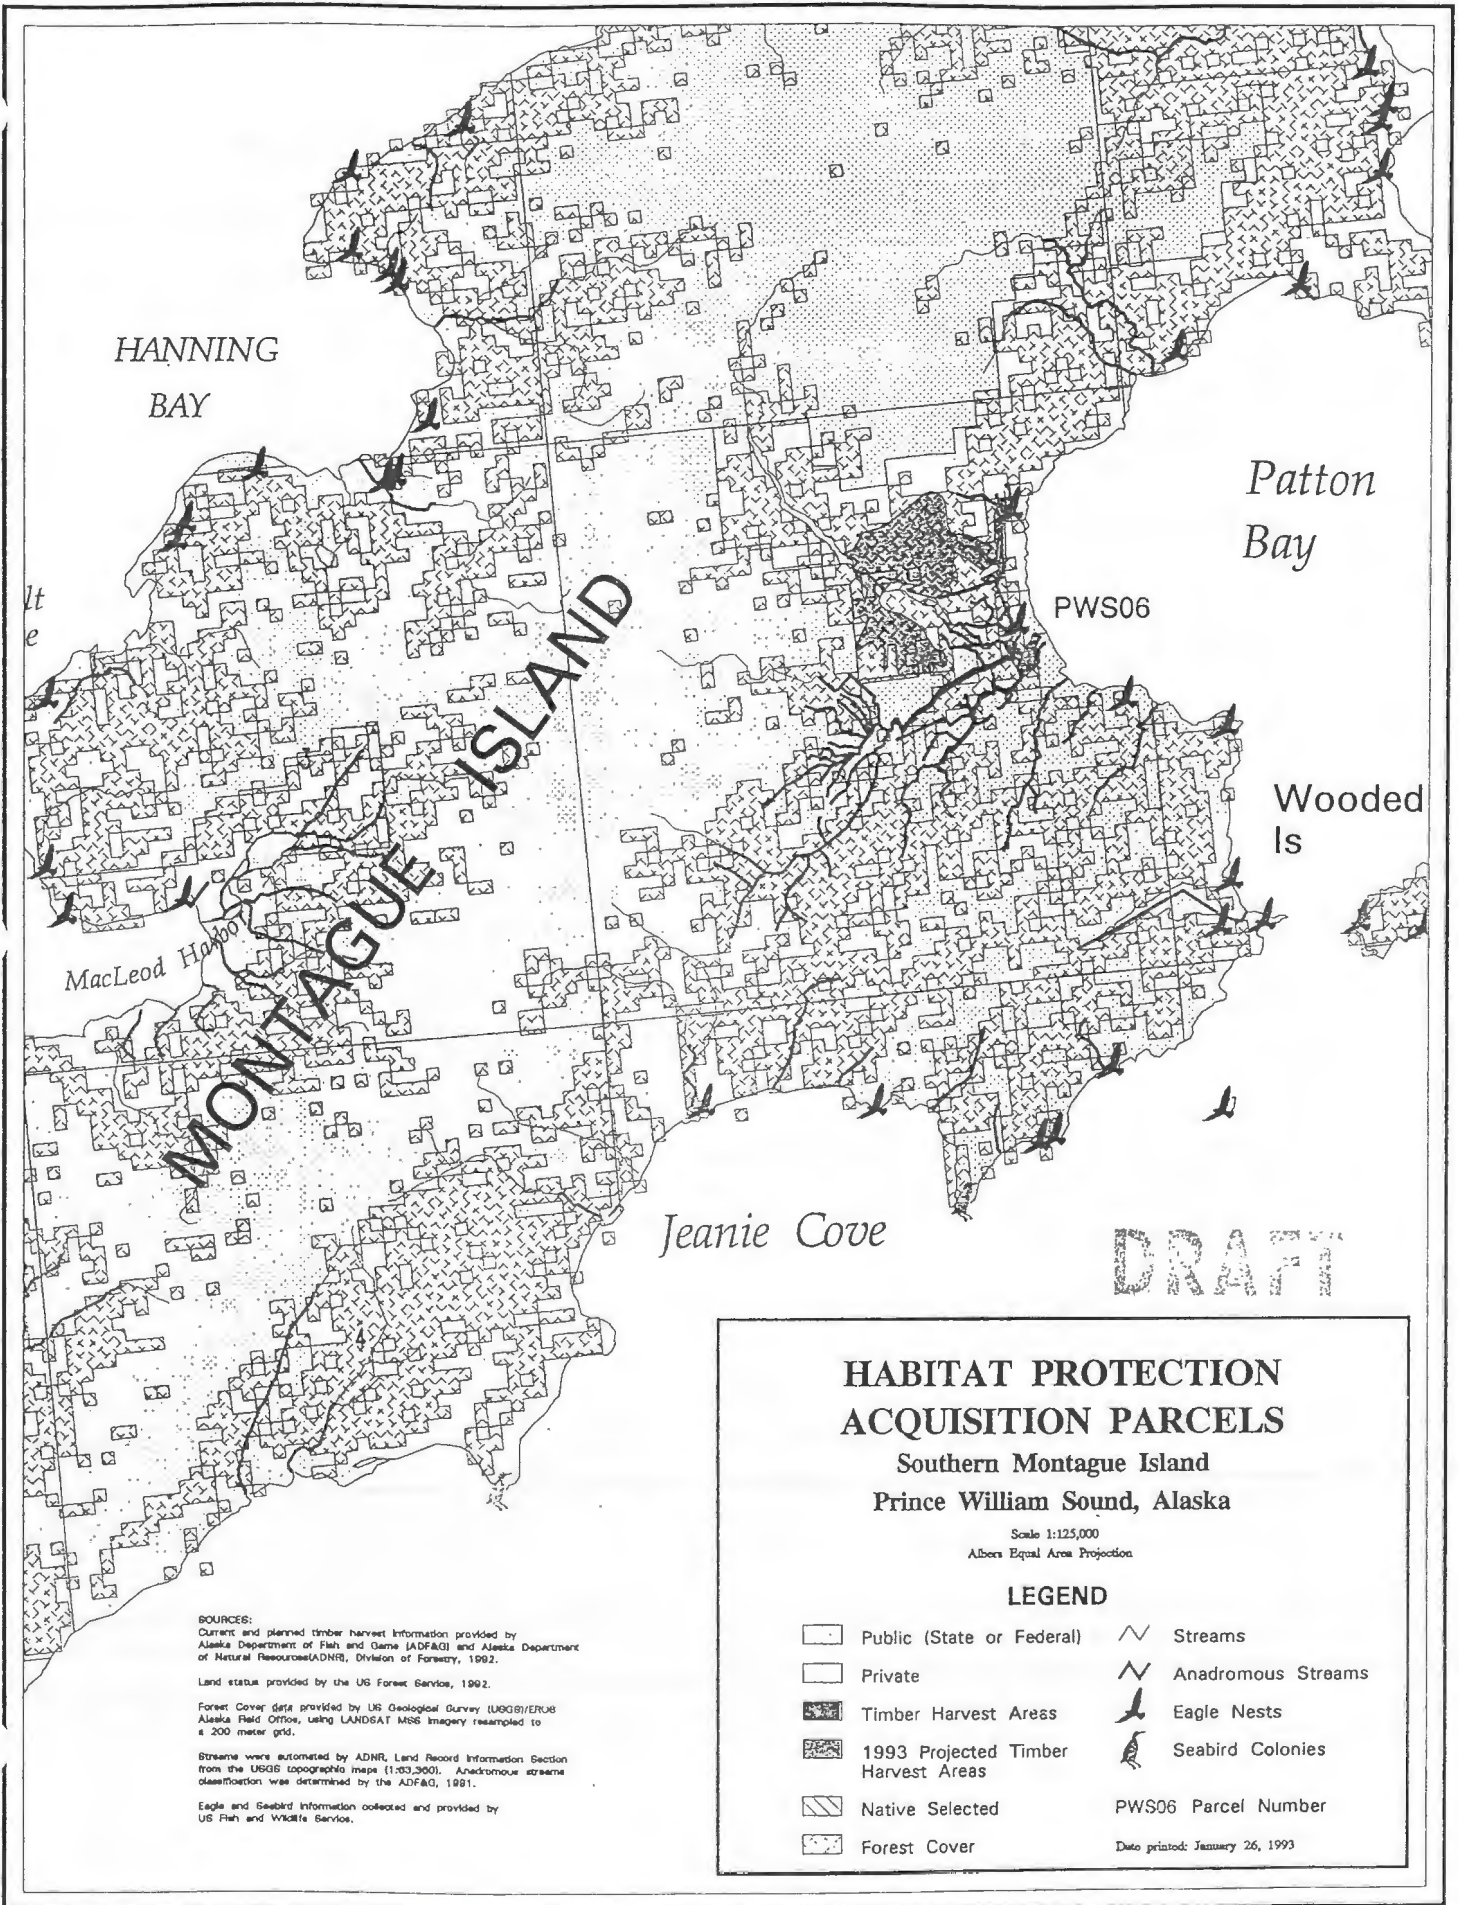 HANNING
BAY
Patton
Bay
lt
e
PWS06
MONTAGUE ISLAND
Wooded
Is
MacLeod Harbo
Jeanie Cove
DRAFT
HABITAT PROTECTION
ACQUISITION PARCELS
Southern Montague Island
Prince William Sound, Alaska
Scale 1:125,000
Albers Equal Area Projection
LEGEND
Public (State or Federal)
Private
Timber Harvest Areas
1993 Projected Timber
Harvest Areas
Native Selected
Forest Cover
Streams
Anadromous Streams
Eagle Nests
Seabird Colonies
PWS06 Parcel Number
Date printed: January 26, 1993
SOURCES:
Current and planned timber harvest information provided by
Alaska Department of Fish and Game (ADF&G) and Alaska Department
of Natural Resources(ADNR), Division of Forestry, 1992.
Land status provided by the US Forest Service, 1992.
Forest Cover data provided by US Geological Survey (USGS)/EROS
Alaska Field Office, using LANDSAT MSS imagery resampled to
a 200 meter grid.
Streams were automated by ADNR, Land Record Information Section
from the USGS topographic maps (1:63,360). Anadromous streams
classification was determined by the ADF&G, 1991.
Eagle and Seabird information collected and provided by
US Fish and Wildlife Service.